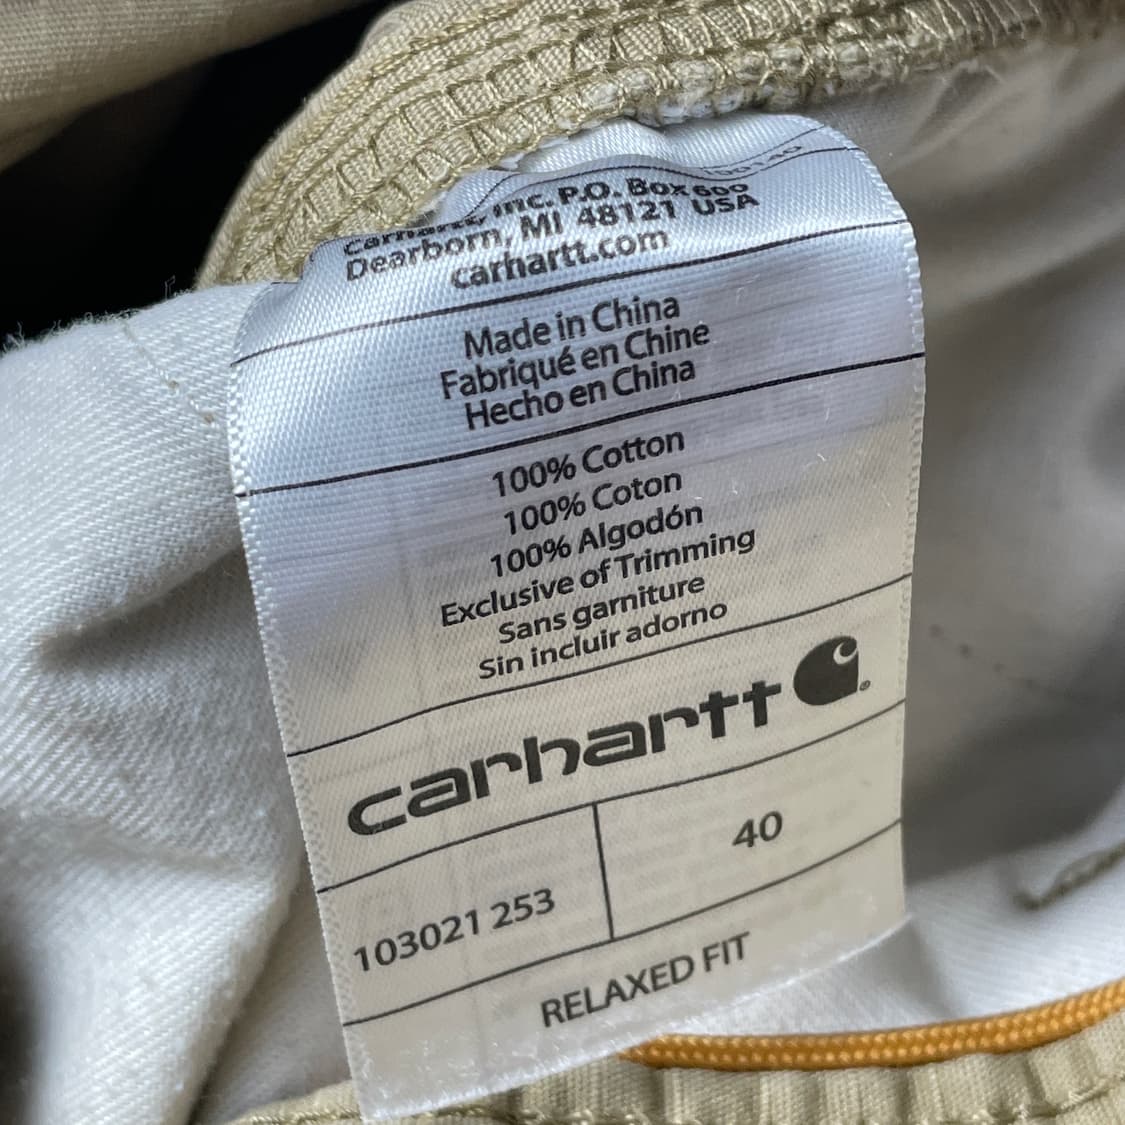 Inc. P.O. Box 600
Dearborn, MI 48121 USA
carhartt.com
Made in China
Fabriqué en Chine
Hecho en China
100% Cotton
100% Coton
100% Algodón
Exclusive of Trimming
Sans garniture
Sin incluir adorno
carhartt ®
103021 253
40
RELAXED FIT